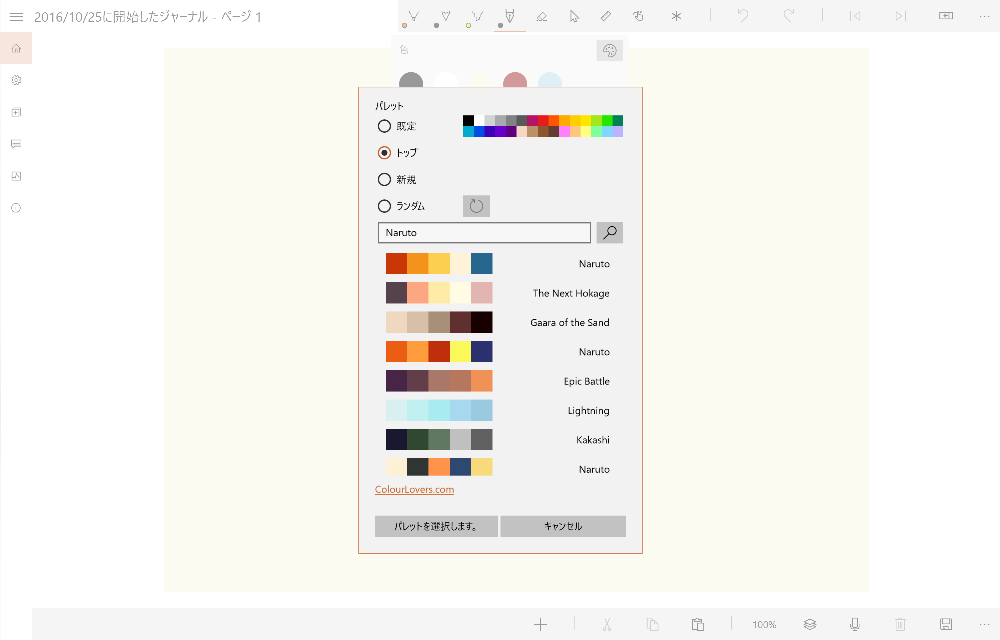 2016/10/25に開始したジャーナル - ページ 1
色
パレット
既定
トップ
新規
ランダム
Naruto
Naruto
The Next Hokage
Gaara of the Sand
Naruto
Epic Battle
Lightning
Kakashi
Naruto
ColourLovers.com
パレットを選択します。
キャンセル
100%